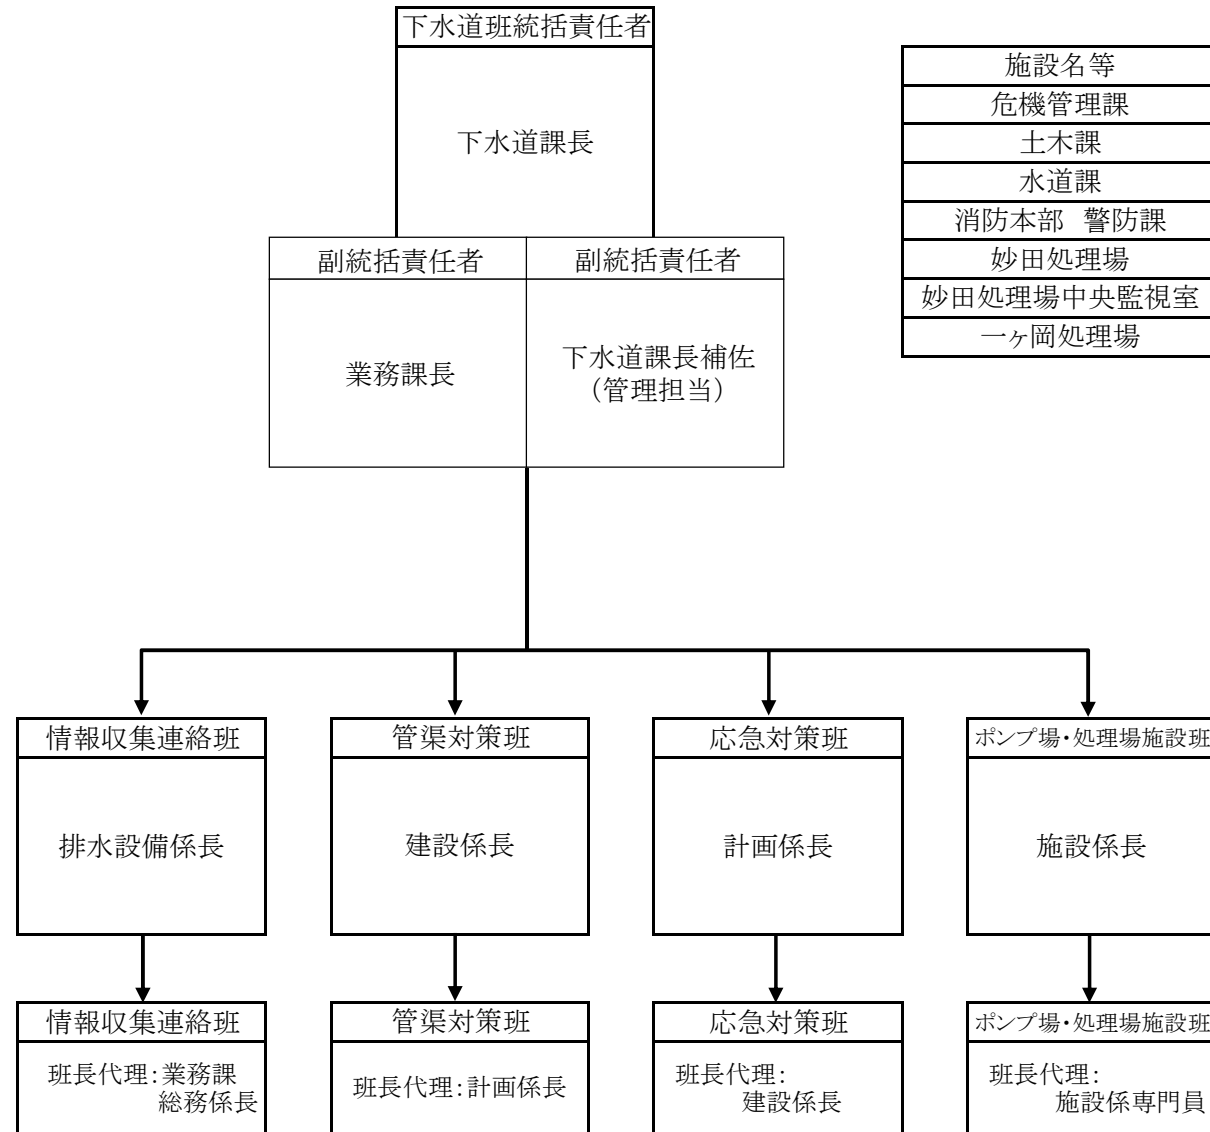 下水道班統括責任者
下水道課長
副統括責任者
副統括責任者
業務課長
下水道課長補佐
（管理担当）
施設名等
危機管理課
土木課
水道課
消防本部　警防課
妙田処理場
妙田処理場中央監視室
一ヶ岡処理場
情報収集連絡班
排水設備係長
管渠対策班
建設係長
応急対策班
計画係長
ポンプ場・処理場施設班
施設係長
情報収集連絡班
班長代理：業務課
総務係長
管渠対策班
班長代理：計画係長
応急対策班
班長代理：
建設係長
ポンプ場・処理場施設班
班長代理：
施設係専門員